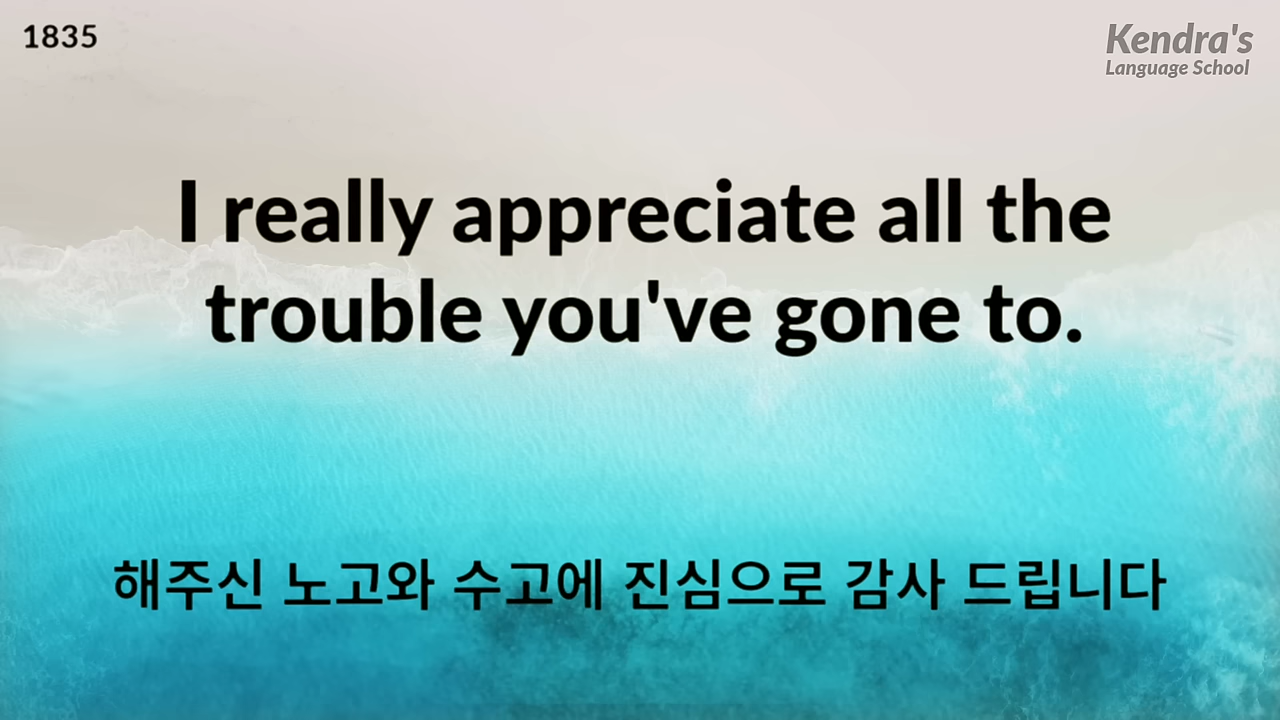 1835
Kendra's
Language School
I really appreciate all the
trouble you've gone to.
해주신 노고와 수고에 진심으로 감사 드립니다